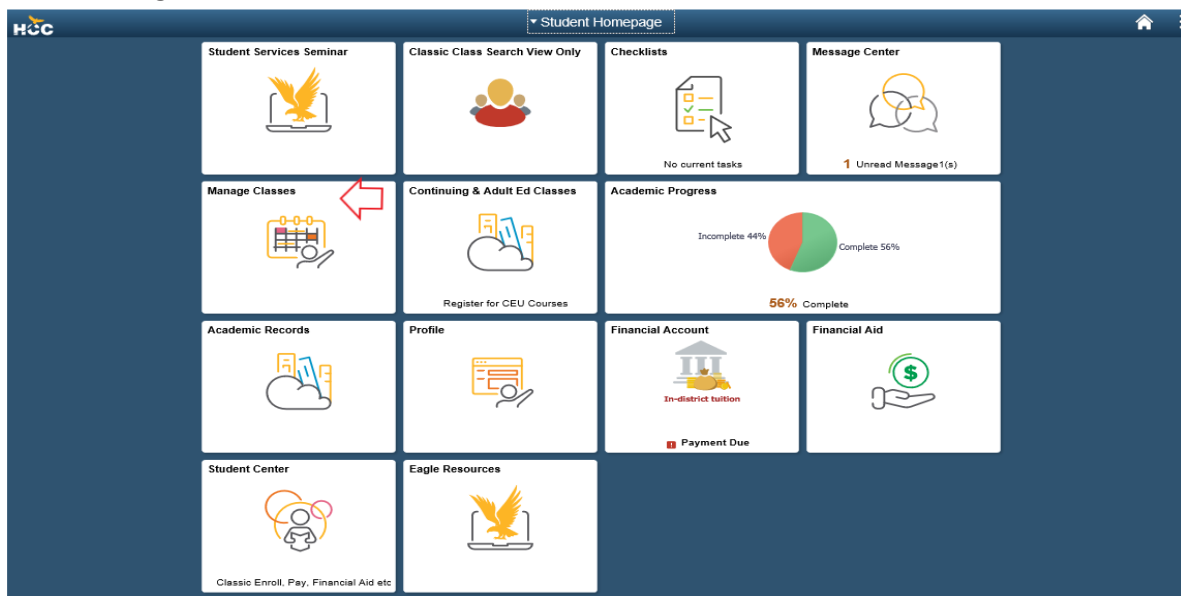 HCC
Student Homepage
Student Services Seminar
Classic Class Search View Only
Checklists
No current tasks
Message Center
1 Unread Message1(s)
Manage Classes
Continuing & Adult Ed Classes
Register for CEU Courses
Academic Progress
Incomplete 44%
Complete 56%
56% Complete
Academic Records
Profile
Financial Account
In-district tuition
Payment Due
Financial Aid
$
Student Center
Classic Enroll, Pay, Financial Aid etc
Eagle Resources